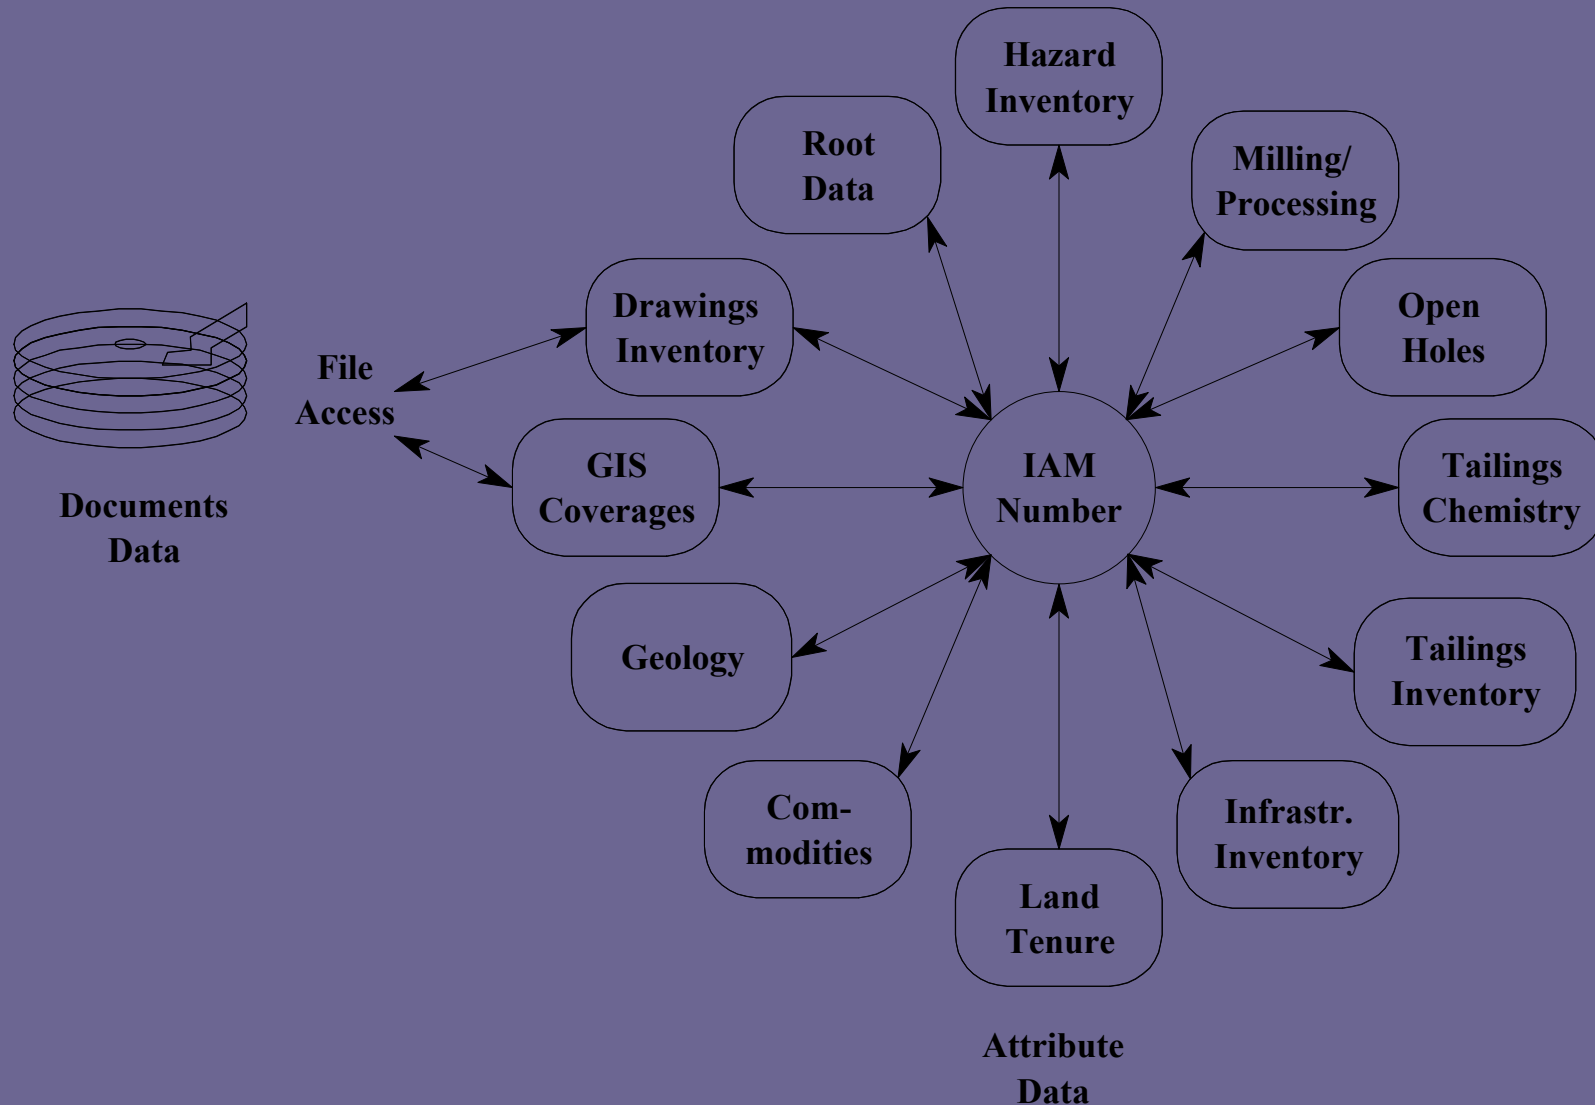 Hazard
Inventory
Root
Data
Milling/
Processing
Drawings
Inventory
Open
Holes
File
Access
GIS
Coverages
IAM
Number
Tailings
Chemistry
Documents
Data
Geology
Tailings
Inventory
Com-
modities
Infrastr.
Inventory
Land
Tenure
Attribute
Data